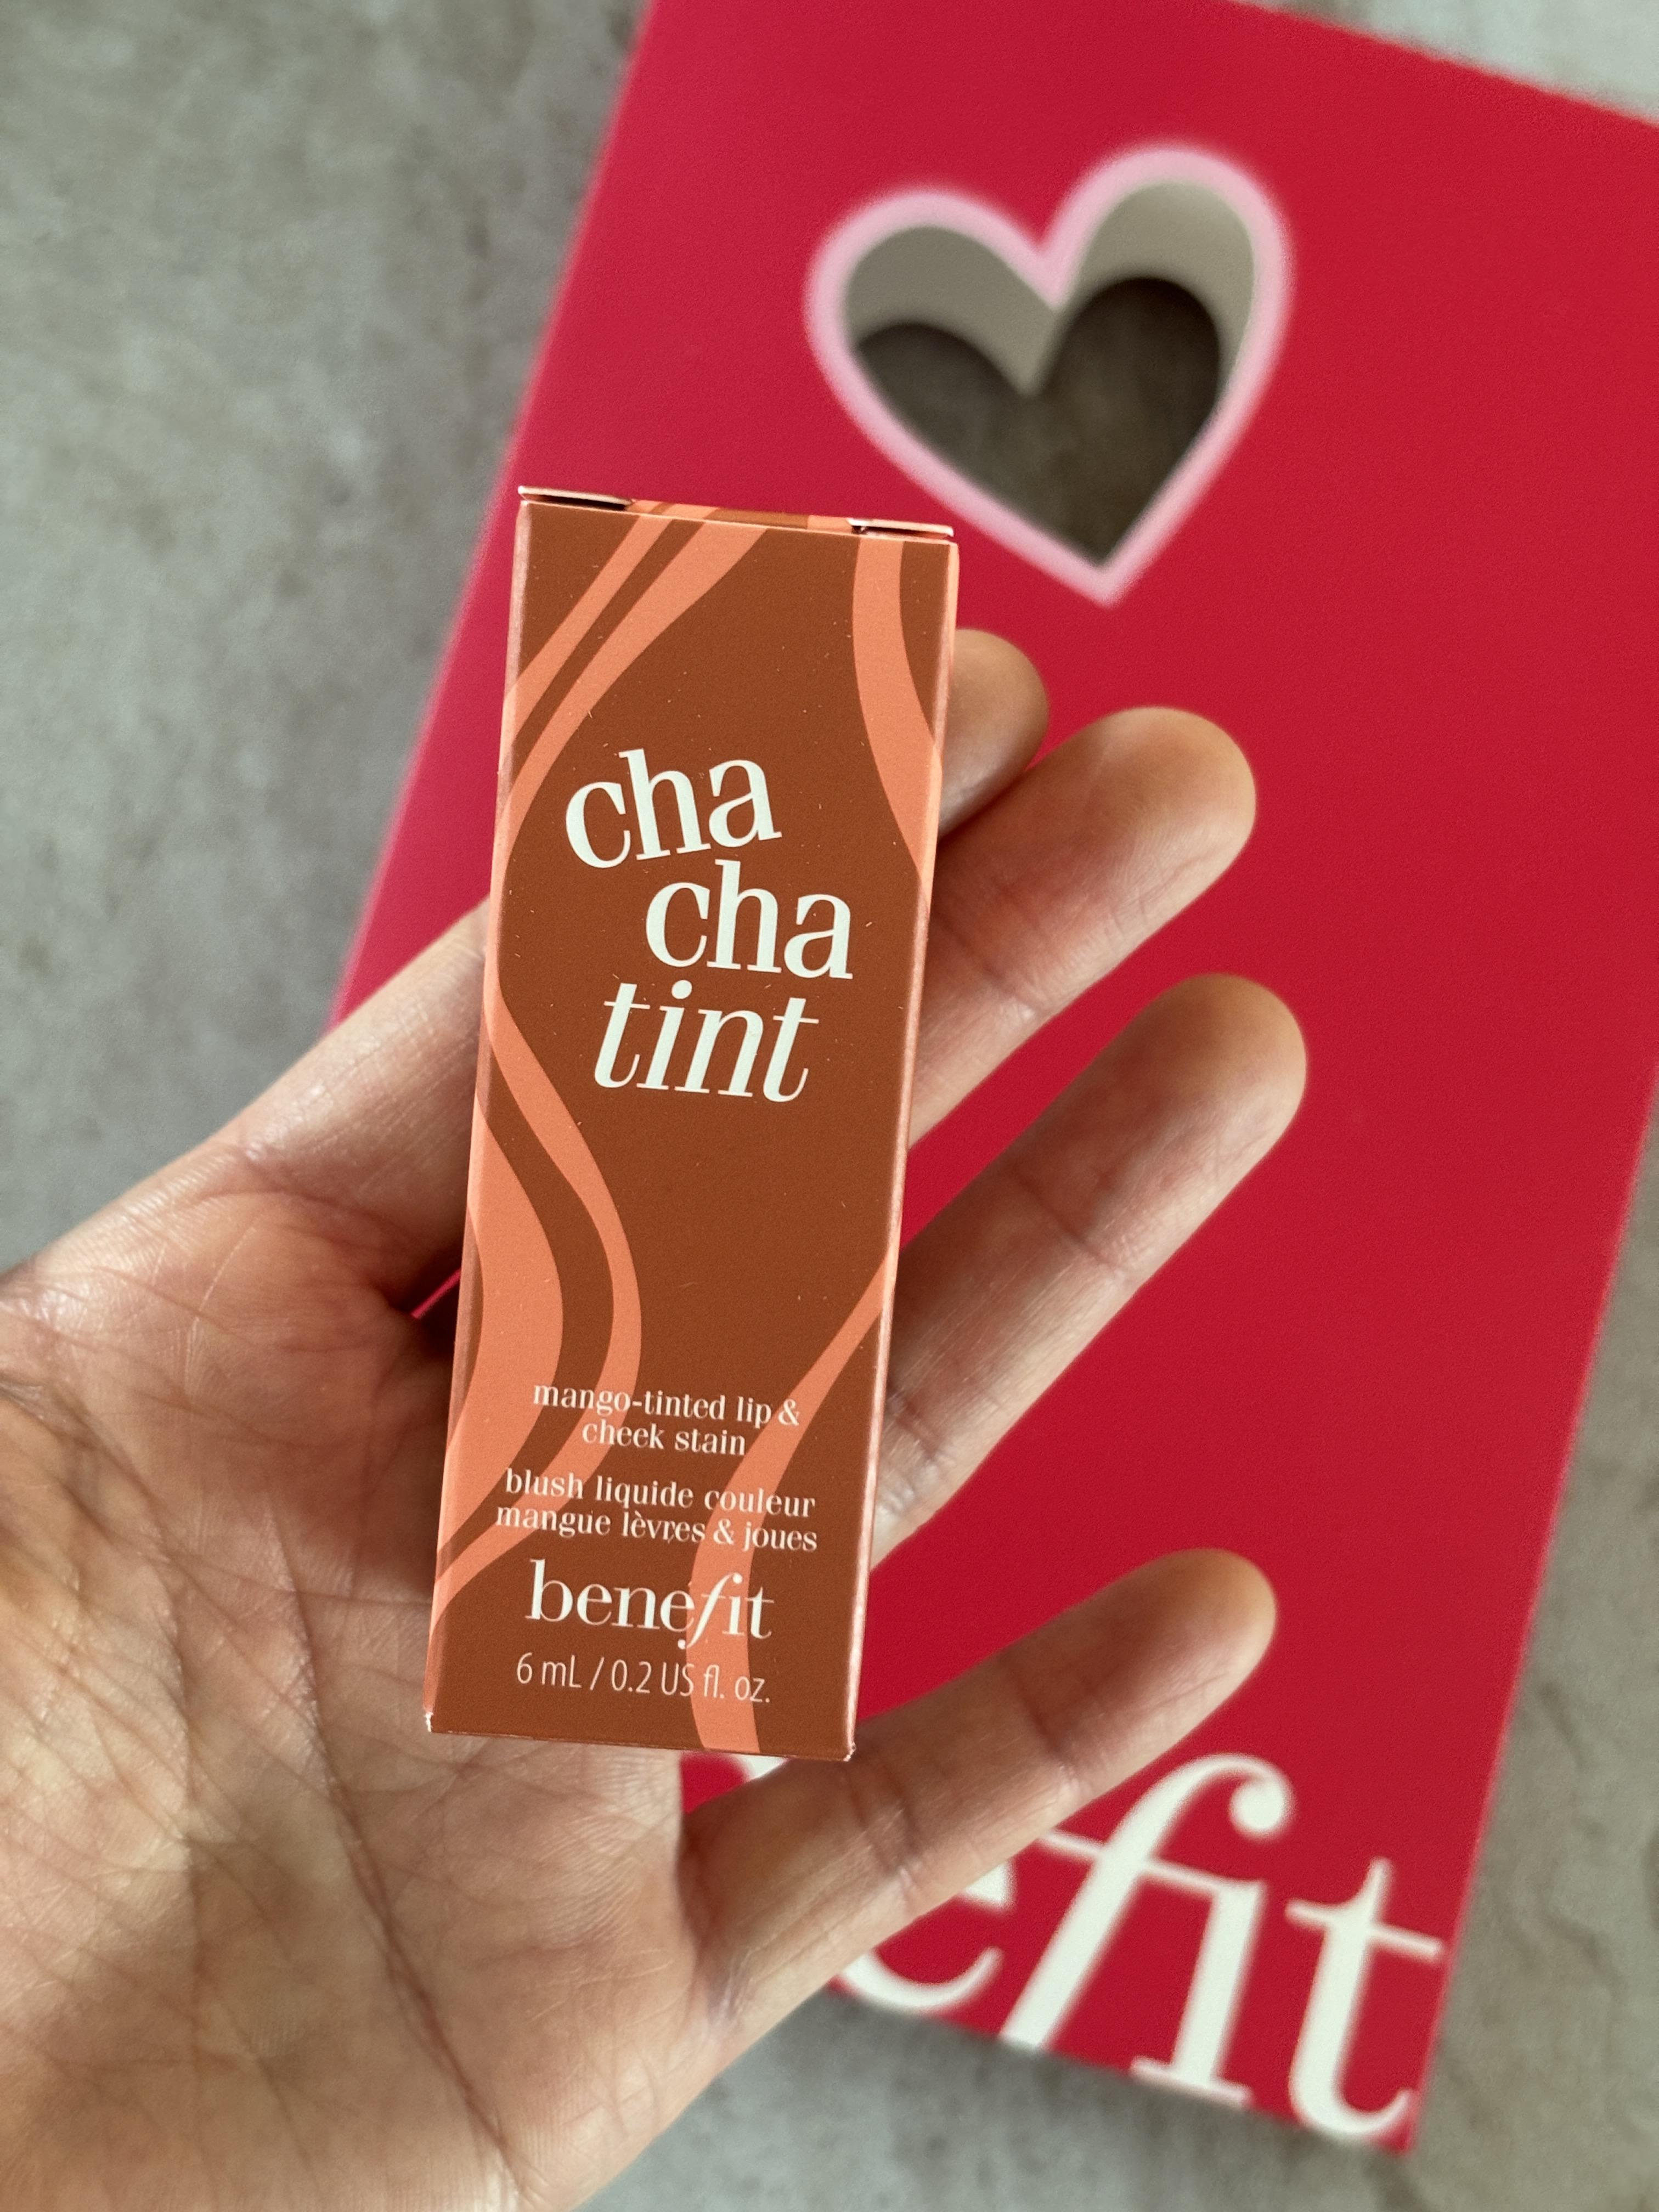 cha
cha
tint
mango-tinted lip &
cheek stain
blush liquide couleur
mangue lèvres & joues
benefit
6 mL / 0.2 US fl. oz.
efit